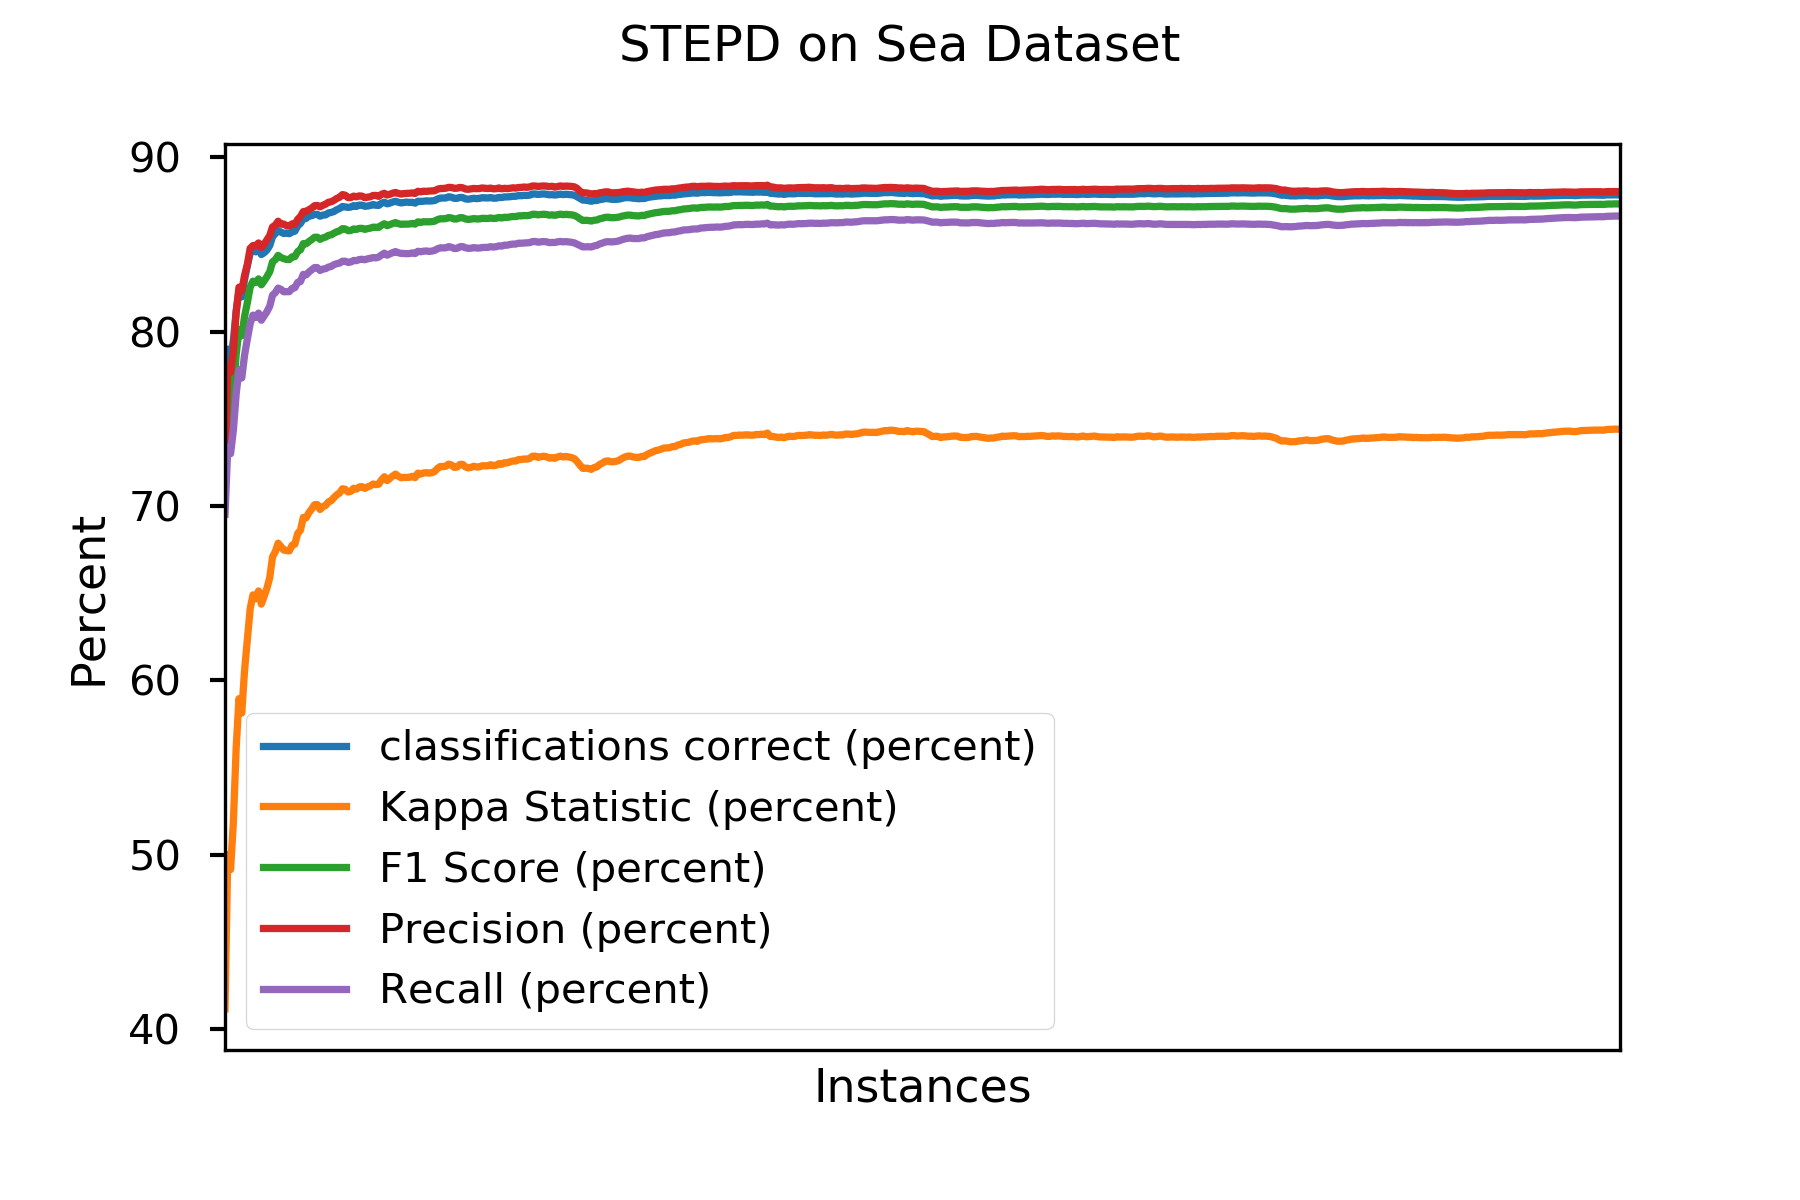 STEPD on Sea Dataset
90
80
70
60
50
40
Percent
classifications correct (percent)
Kappa Statistic (percent)
F1 Score (percent)
Precision (percent)
Recall (percent)
Instances